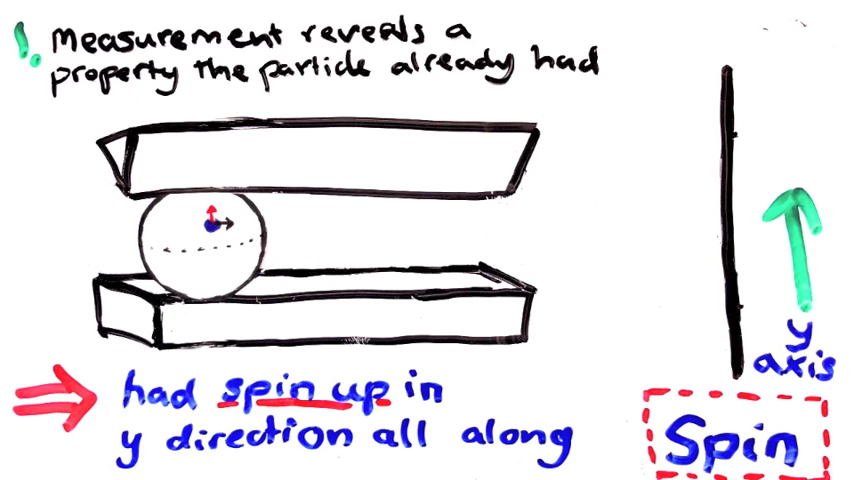 1. Measurement reveals a
property the particle already had
y
axis
had spin up in
y direction all along
Spin